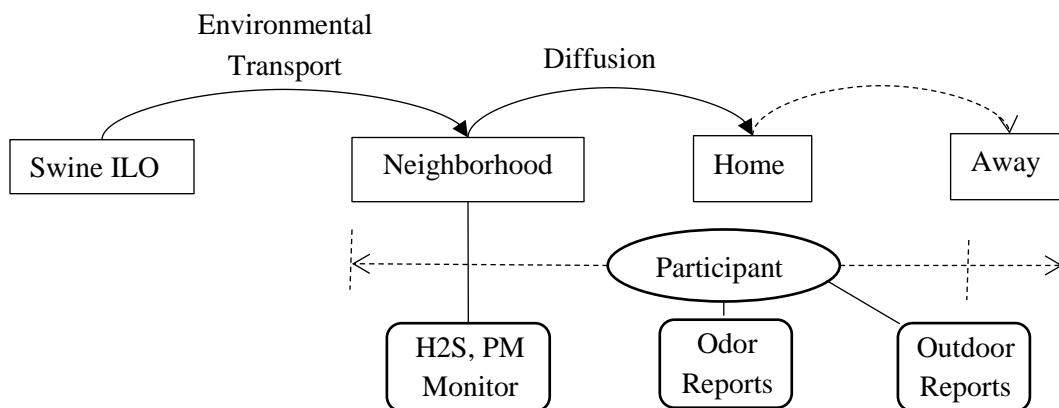 Environmental
Transport
Diffusion
Swine ILO
Neighborhood
Home
Away
Participant
H2S, PM
Monitor
Odor
Reports
Outdoor
Reports